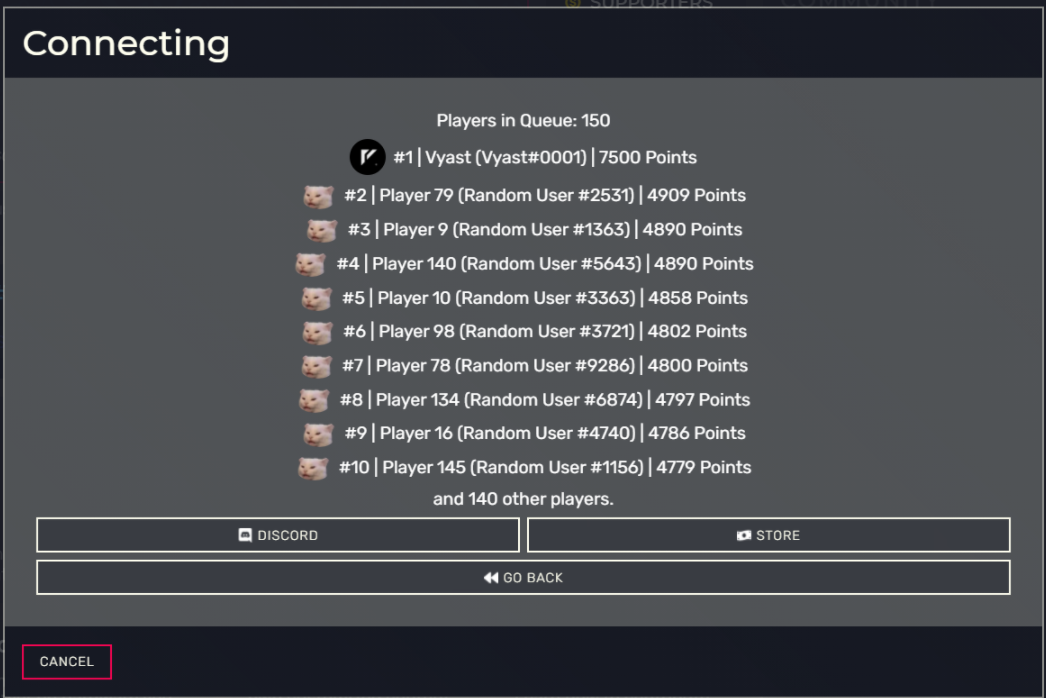 SUPPORTERS COMMUNITY
Connecting
Players in Queue: 150
#1 | Vyast (Vyast#0001) | 7500 Points
#2 | Player 79 (Random User #2531) | 4909 Points
#3 | Player 9 (Random User #1363) | 4890 Points
#4 | Player 140 (Random User #5643) | 4890 Points
#5 | Player 10 (Random User #3363) | 4858 Points
#6 | Player 98 (Random User #3721) | 4802 Points
#7 | Player 78 (Random User #9286) | 4800 Points
#8 | Player 134 (Random User #6874) | 4797 Points
#9 | Player 16 (Random User #4740) | 4786 Points
#10 | Player 145 (Random User #1156) | 4779 Points
and 140 other players.
DISCORD STORE
GO BACK
CANCEL